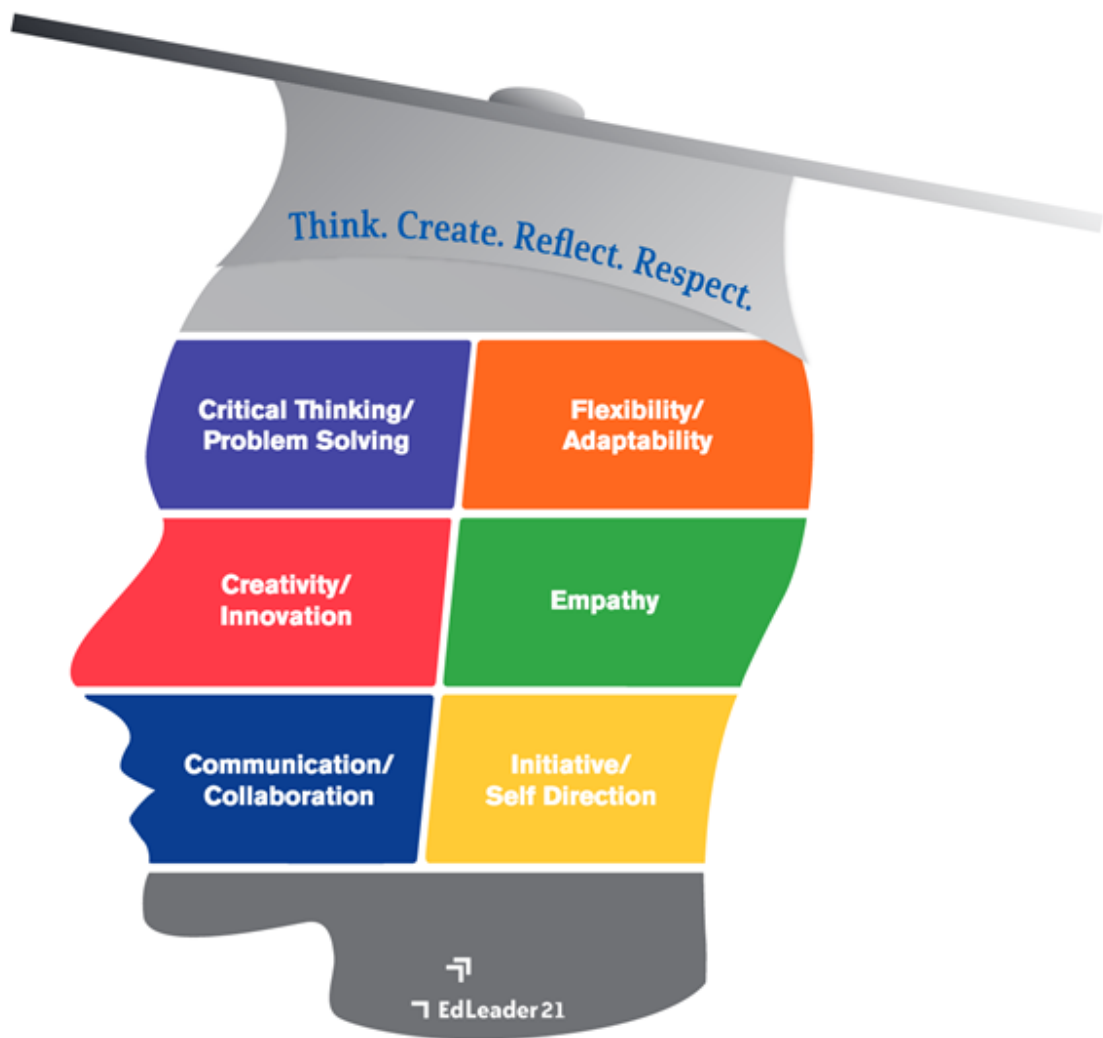 Think. Create. Reflect. Respect.
Critical Thinking/
Problem Solving
Flexibility/
Adaptability
Creativity/
Innovation
Empathy
Communication/
Collaboration
Initiative/
Self Direction
EdLeader21